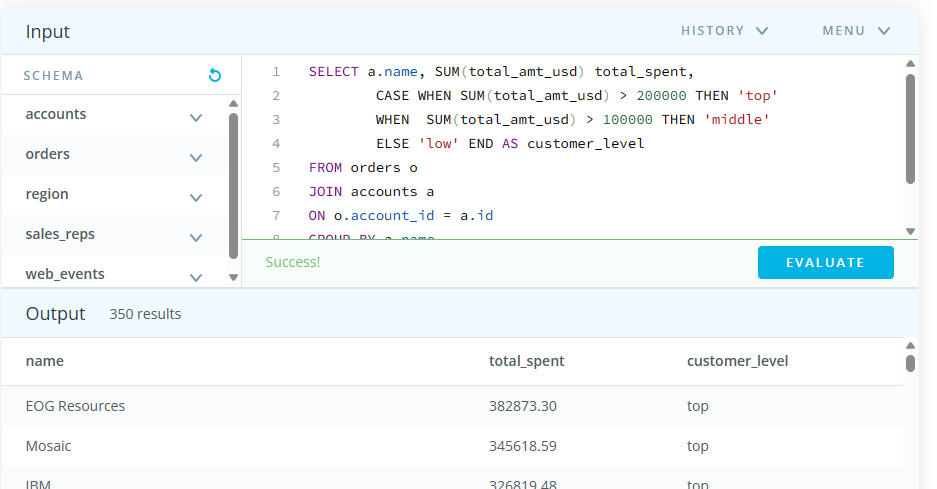 Input
HISTORY
MENU
SCHEMA
accounts
orders
region
sales_reps
web_events
1 SELECT a.name, SUM(total_amt_usd) total_spent,
2 CASE WHEN SUM(total_amt_usd) > 200000 THEN 'top'
3 WHEN  SUM(total_amt_usd) > 100000 THEN 'middle'
4 ELSE 'low' END AS customer_level
5 FROM orders o
6 JOIN accounts a
7 ON o.account_id = a.id
8 GROUP BY a.name
Success!
EVALUATE
Output 350 results
name total_spent customer_level
EOG Resources 382873.30 top
Mosaic 345618.59 top
IBM 326819.48 top